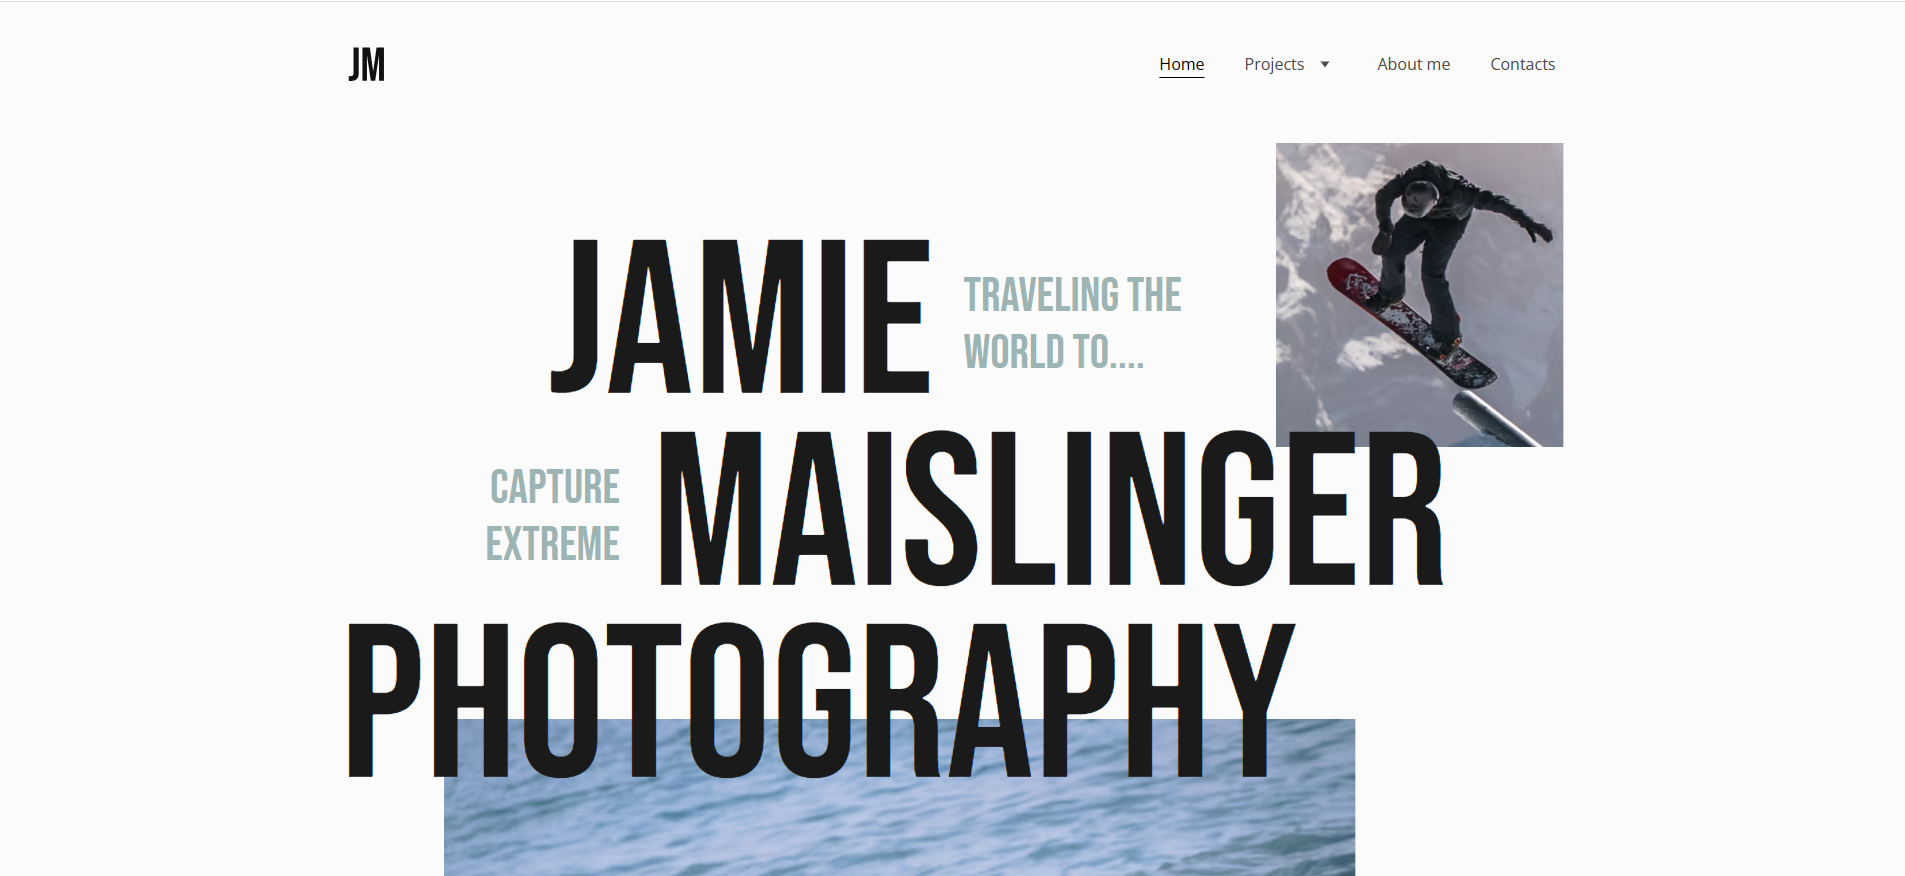 JM
Home Projects About me Contacts
JAMIE
TRAVELING THE
WORLD TO....
CAPTURE
EXTREME
MAISLINGER
PHOTOGRAPHY